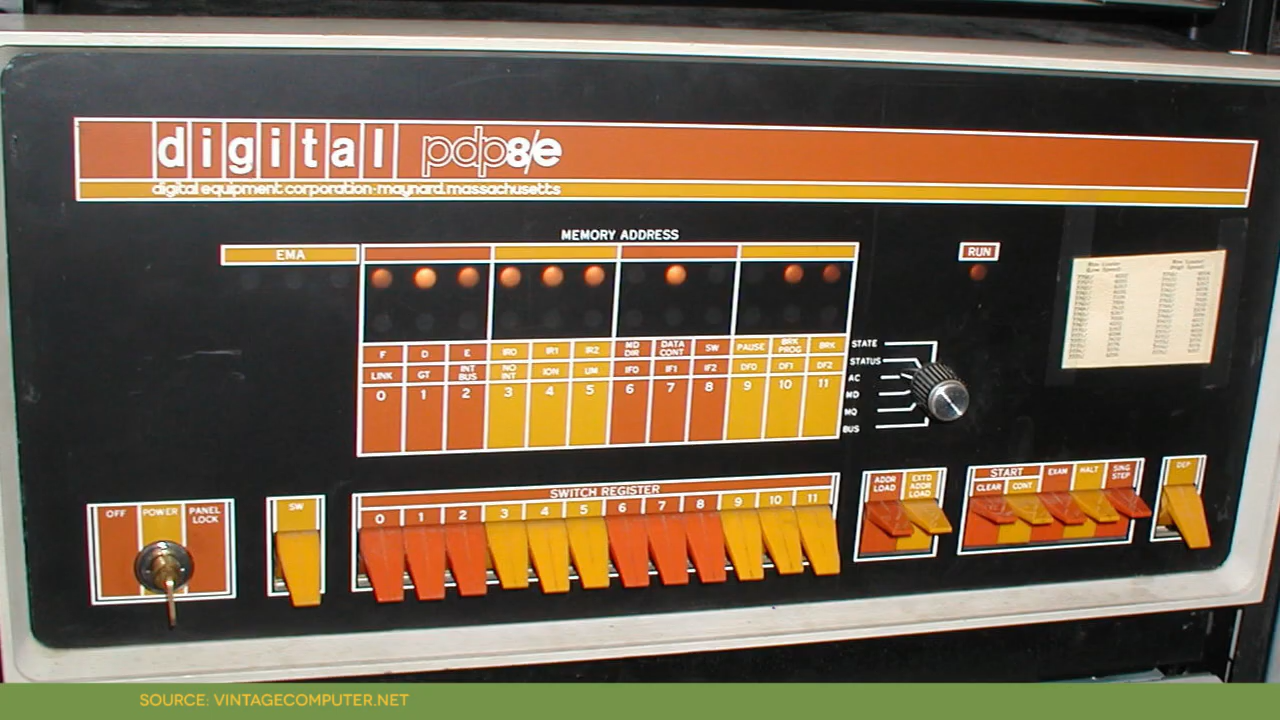 digital pdp8/e
digital equipment corporation · maynard, massachusetts
MEMORY ADDRESS
EMA
RUN
F D E IR0 IR1 IR2 MD DIR DATA CONT SW PAUSE BRK PROG BRK
LINK GT INT BUS NO INT ION UM IF0 IF1 IF2 DF0 DF1 DF2
0 1 2 3 4 5 6 7 8 9 10 11
STATE
STATUS
AC
MD
MQ
BUS
OFF POWER PANEL LOCK
SW
SWITCH REGISTER
0 1 2 3 4 5 6 7 8 9 10 11
ADDR LOAD
EXTD ADDR LOAD
START
CLEAR CONT EXAM HALT SING STEP
DEP
SOURCE: VINTAGECOMPUTER.NET